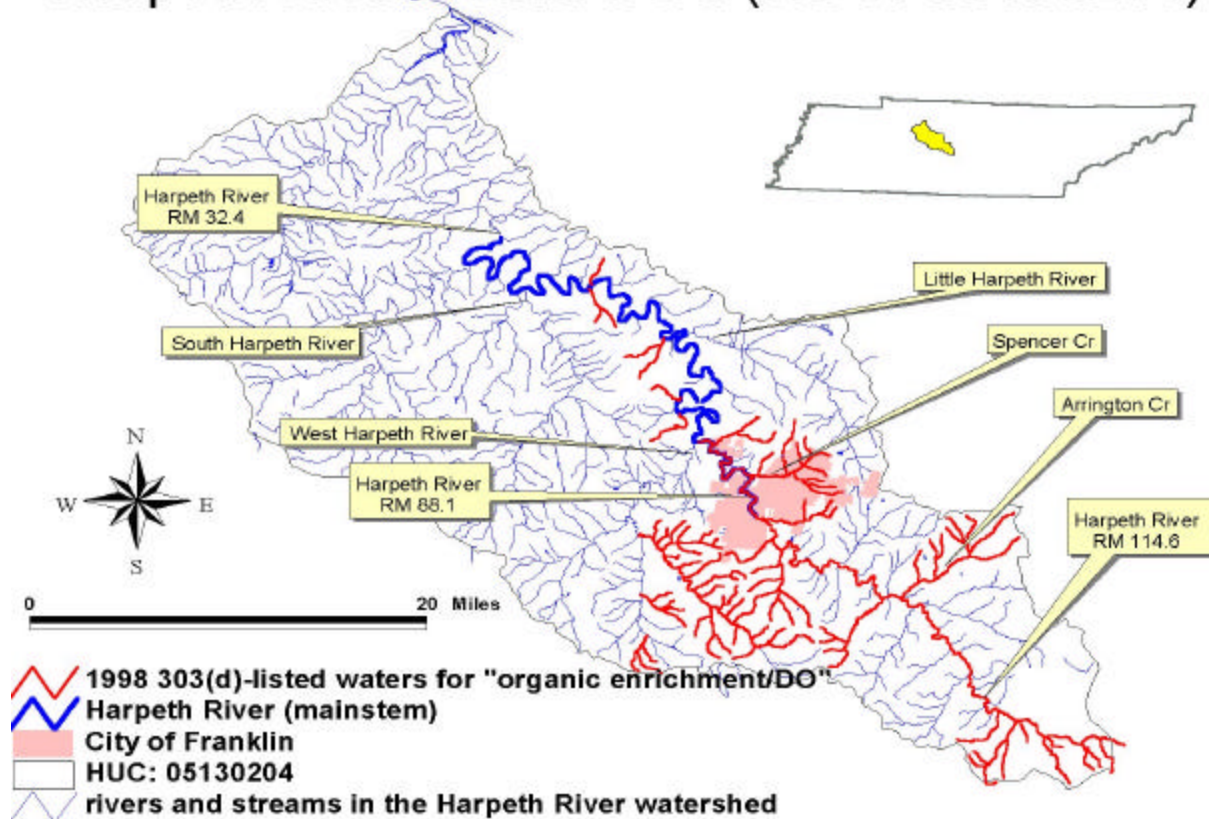 Harpeth River
RM 32.4
Little Harpeth River
South Harpeth River
Spencer Cr
Arrington Cr
West Harpeth River
Harpeth River
RM 88.1
Harpeth River
RM 114.6
N
W
E
S
0
20 Miles
1998 303(d)-listed waters for "organic enrichment/DO"
Harpeth River (mainstem)
City of Franklin
HUC: 05130204
rivers and streams in the Harpeth River watershed